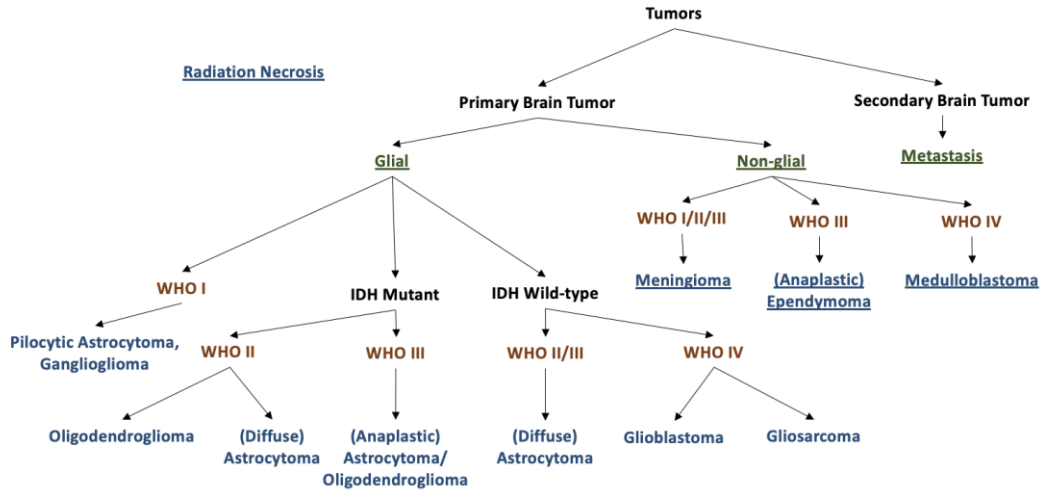 Tumors
Radiation Necrosis
Primary Brain Tumor
Secondary Brain Tumor
Glial
Non-glial
Metastasis
WHO I/II/III
WHO III
WHO IV
Meningioma
(Anaplastic)
Ependymoma
Medulloblastoma
WHO I
IDH Mutant
IDH Wild-type
Pilocytic Astrocytoma,
Ganglioglioma
WHO II
WHO III
WHO II/III
WHO IV
Oligodendroglioma
(Diffuse)
Astrocytoma
(Anaplastic)
Astrocytoma/
Oligodendroglioma
(Diffuse)
Astrocytoma
Glioblastoma
Gliosarcoma